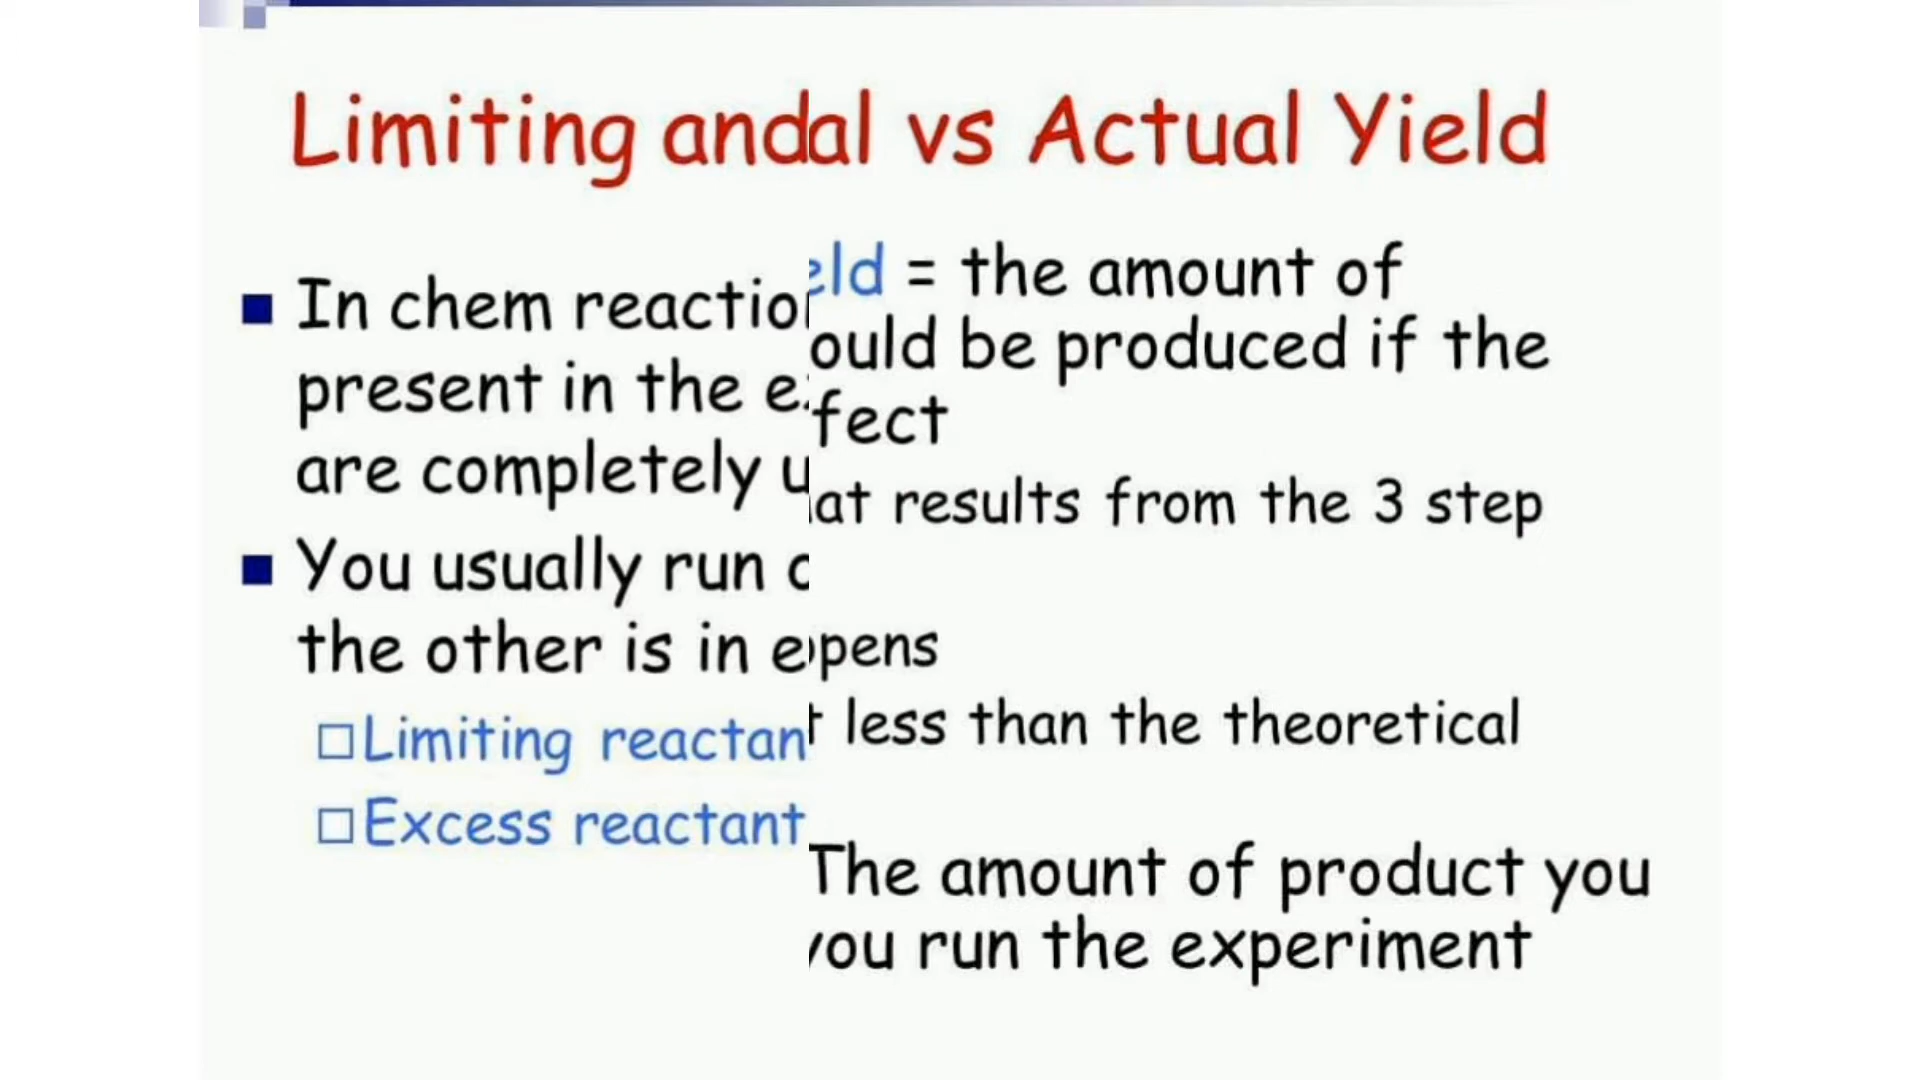 Limiting andal vs Actual Yield
In chem reactio
present in the e
are completely u
You usually run
the other is in e
Limiting reactan
Excess reactant
eld = the amount of
ould be produced if the
fect
at results from the 3 step
pens
less than the theoretical
The amount of product you
you run the experiment